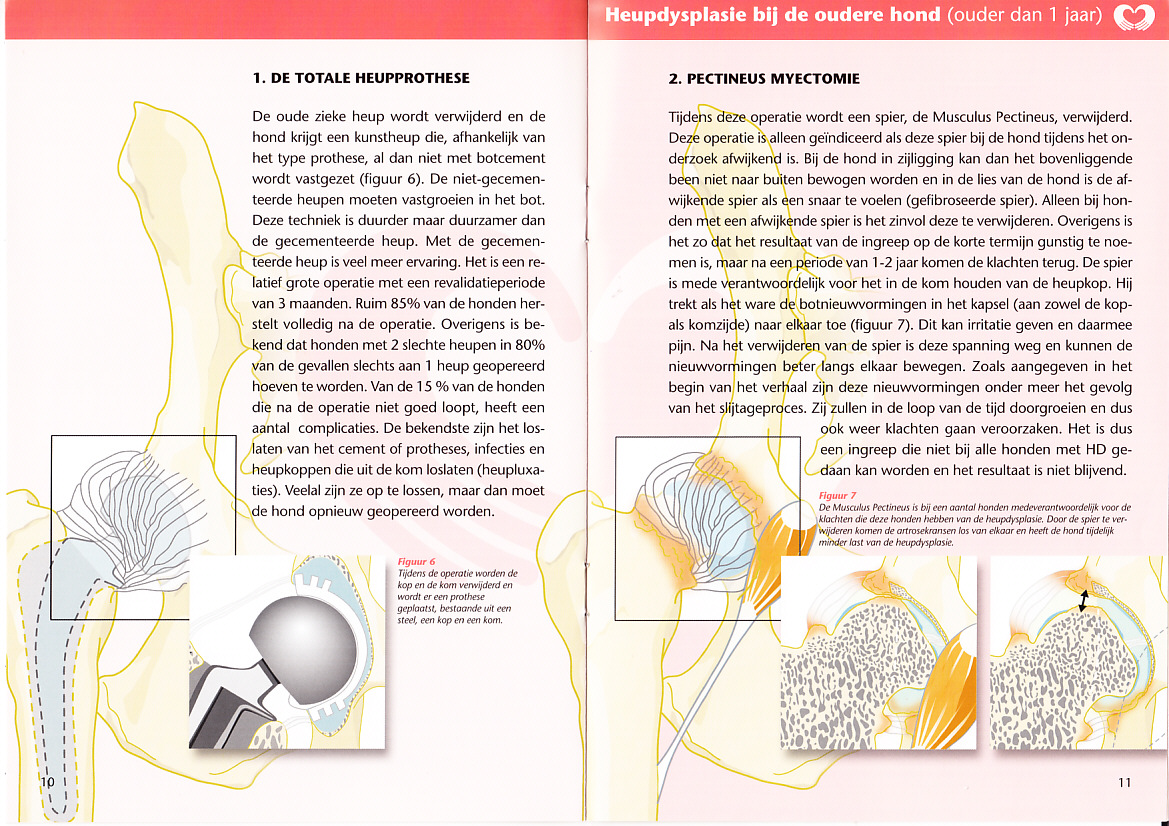 Heupdysplasie bij de oudere hond (ouder dan 1 jaar)
1. DE TOTALE HEUPPROTHESE
De oude zieke heup wordt verwijderd en de
hond krijgt een kunstheup die, afhankelijk van
het type prothese, al dan niet met botcement
wordt vastgezet (figuur 6). De niet-gecemen-
teerde heupen moeten vastgroeien in het bot.
Deze techniek is duurder maar duurzamer dan
de gecementeerde heup. Met de gecemen-
teerde heup is veel meer ervaring. Het is een re-
latief grote operatie met een revalidatieperiode
van 3 maanden. Ruim 85% van de honden her-
stelt volledig na de operatie. Overigens is be-
kend dat honden met 2 slechte heupen in 80%
van de gevallen slechts aan 1 heup geopereerd
hoeven te worden. Van de 15 % van de honden
die na de operatie niet goed loopt, heeft een
aantal complicaties. De bekendste zijn het los-
laten van het cement of protheses, infecties en
heupkoppen die uit de kom loslaten (heupluxa-
ties). Veelal zijn ze op te lossen, maar dan moet
de hond opnieuw geopereerd worden.
Figuur 6
Tijdens de operatie worden de
kop en de kom verwijderd en
wordt er een prothese
geplaatst, bestaande uit een
steel, een kop en een kom.
10
2. PECTINEUS MYECTOMIE
Tijdens deze operatie wordt een spier, de Musculus Pectineus, verwijderd.
Deze operatie is alleen geïndiceerd als deze spier bij de hond tijdens het on-
derzoek afwijkend is. Bij de hond in zijligging kan dan het bovenliggende
been niet naar buiten bewogen worden en in de lies van de hond is de af-
wijkende spier als een snaar te voelen (gefibroseerde spier). Alleen bij hon-
den met een afwijkende spier is het zinvol deze te verwijderen. Overigens is
het zo dat het resultaat van de ingreep op de korte termijn gunstig te noe-
men is, maar na een periode van 1-2 jaar komen de klachten terug. De spier
is mede verantwoordelijk voor het in de kom houden van de heupkop. Hij
trekt als het ware de botnieuwvormingen in het kapsel (aan zowel de kop-
als komzijde) naar elkaar toe (figuur 7). Dit kan irritatie geven en daarmee
pijn. Na het verwijderen van de spier is deze spanning weg en kunnen de
nieuwvormingen beter langs elkaar bewegen. Zoals aangegeven in het
begin van het verhaal zijn deze nieuwvormingen onder meer het gevolg
van het slijtageproces. Zij zullen in de loop van de tijd doorgroeien en dus
ook weer klachten gaan veroorzaken. Het is dus
een ingreep die niet bij alle honden met HD ge-
daan kan worden en het resultaat is niet blijvend.
Figuur 7
De Musculus Pectineus is bij een aantal honden medeverantwoordelijk voor de
klachten die deze honden hebben van de heupdysplasie. Door de spier te ver-
wijderen komen de artrosekransen los van elkaar en heeft de hond tijdelijk
minder last van de heupdysplasie.
11